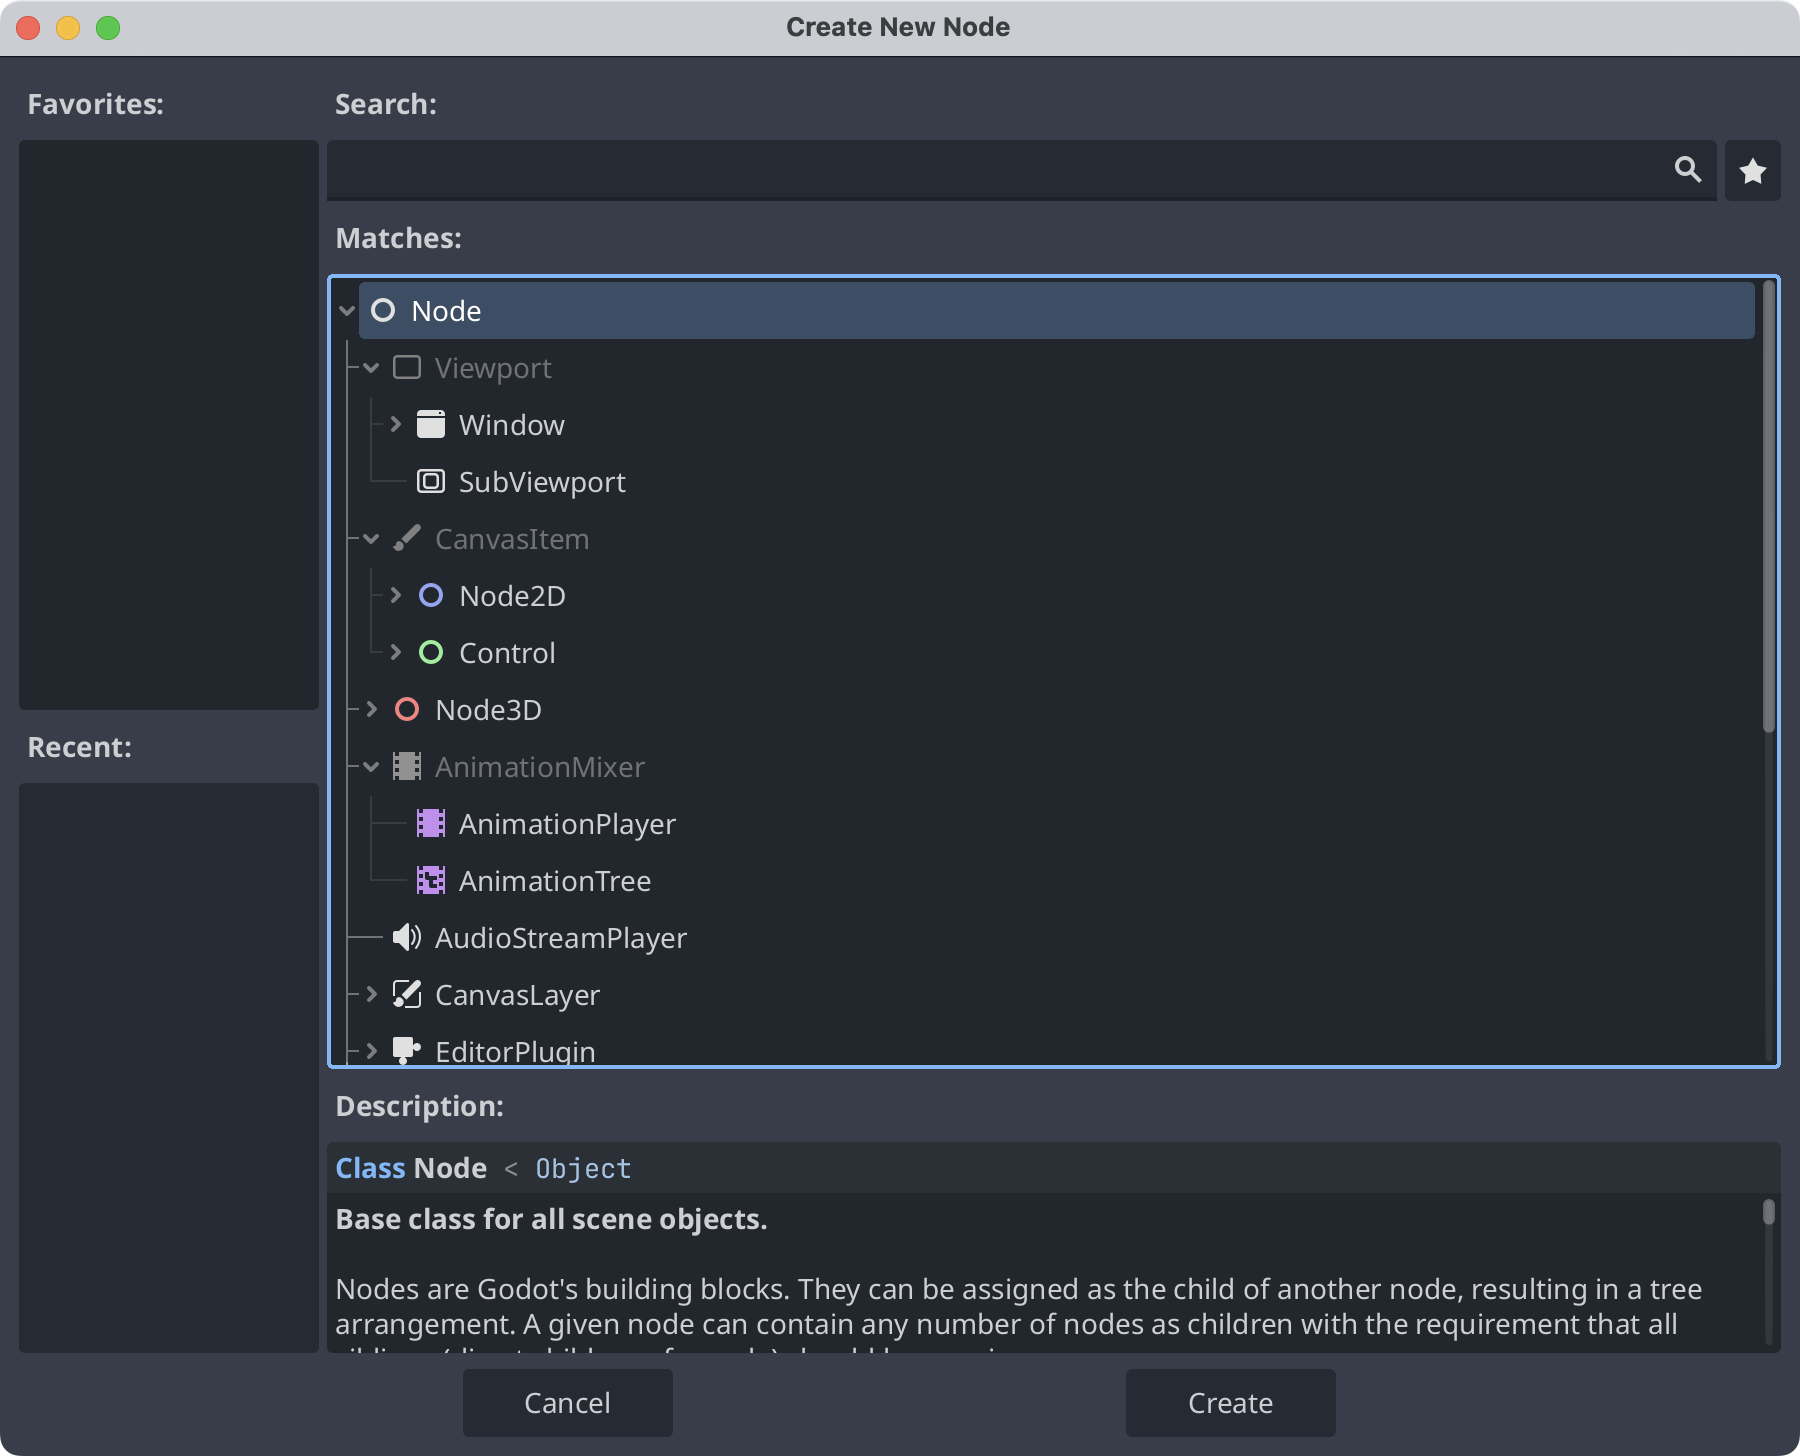 Create New Node
Favorites:
Search:
Matches:
Node
Viewport
Window
SubViewport
CanvasItem
Node2D
Control
Node3D
Recent:
AnimationMixer
AnimationPlayer
AnimationTree
AudioStreamPlayer
CanvasLayer
EditorPlugin
Description:
Class Node < Object
Base class for all scene objects.
Nodes are Godot's building blocks. They can be assigned as the child of another node, resulting in a tree
arrangement. A given node can contain any number of nodes as children with the requirement that all
Cancel
Create